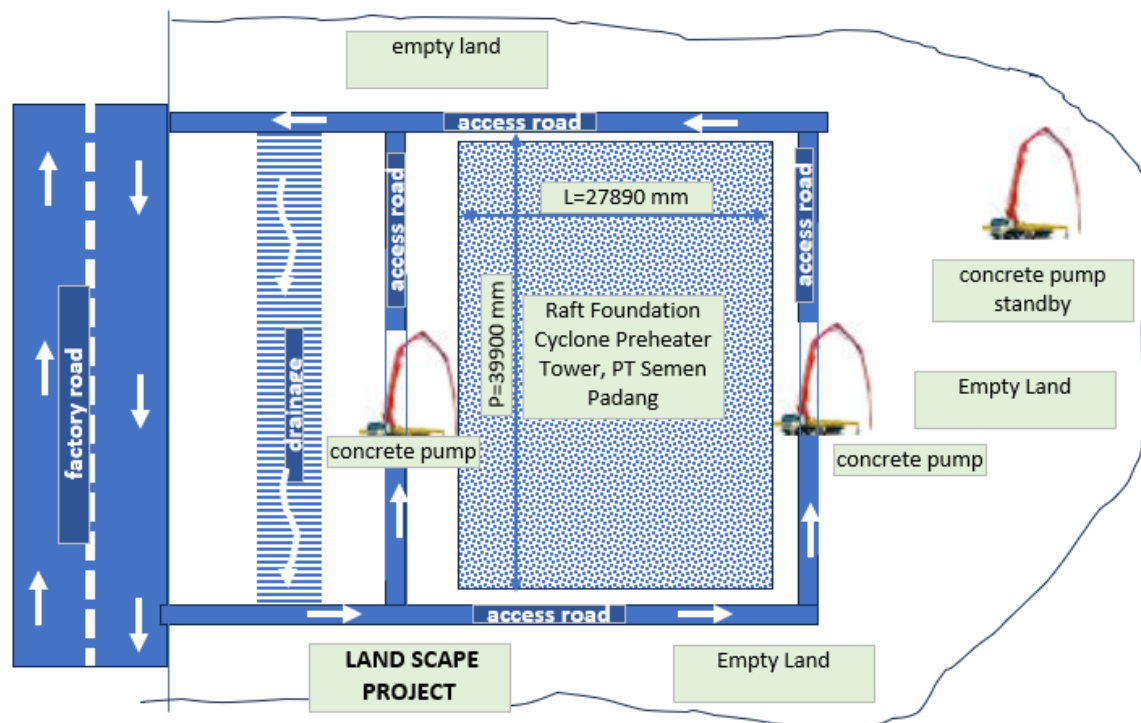 empty land
access road
L=27890 mm
access road
access road
concrete pump
standby
factory road
P=39900 mm
Raft Foundation
Cyclone Preheater
Tower, PT Semen
Padang
drainage
Empty Land
concrete pump
concrete pump
access road
LAND SCAPE
PROJECT
Empty Land